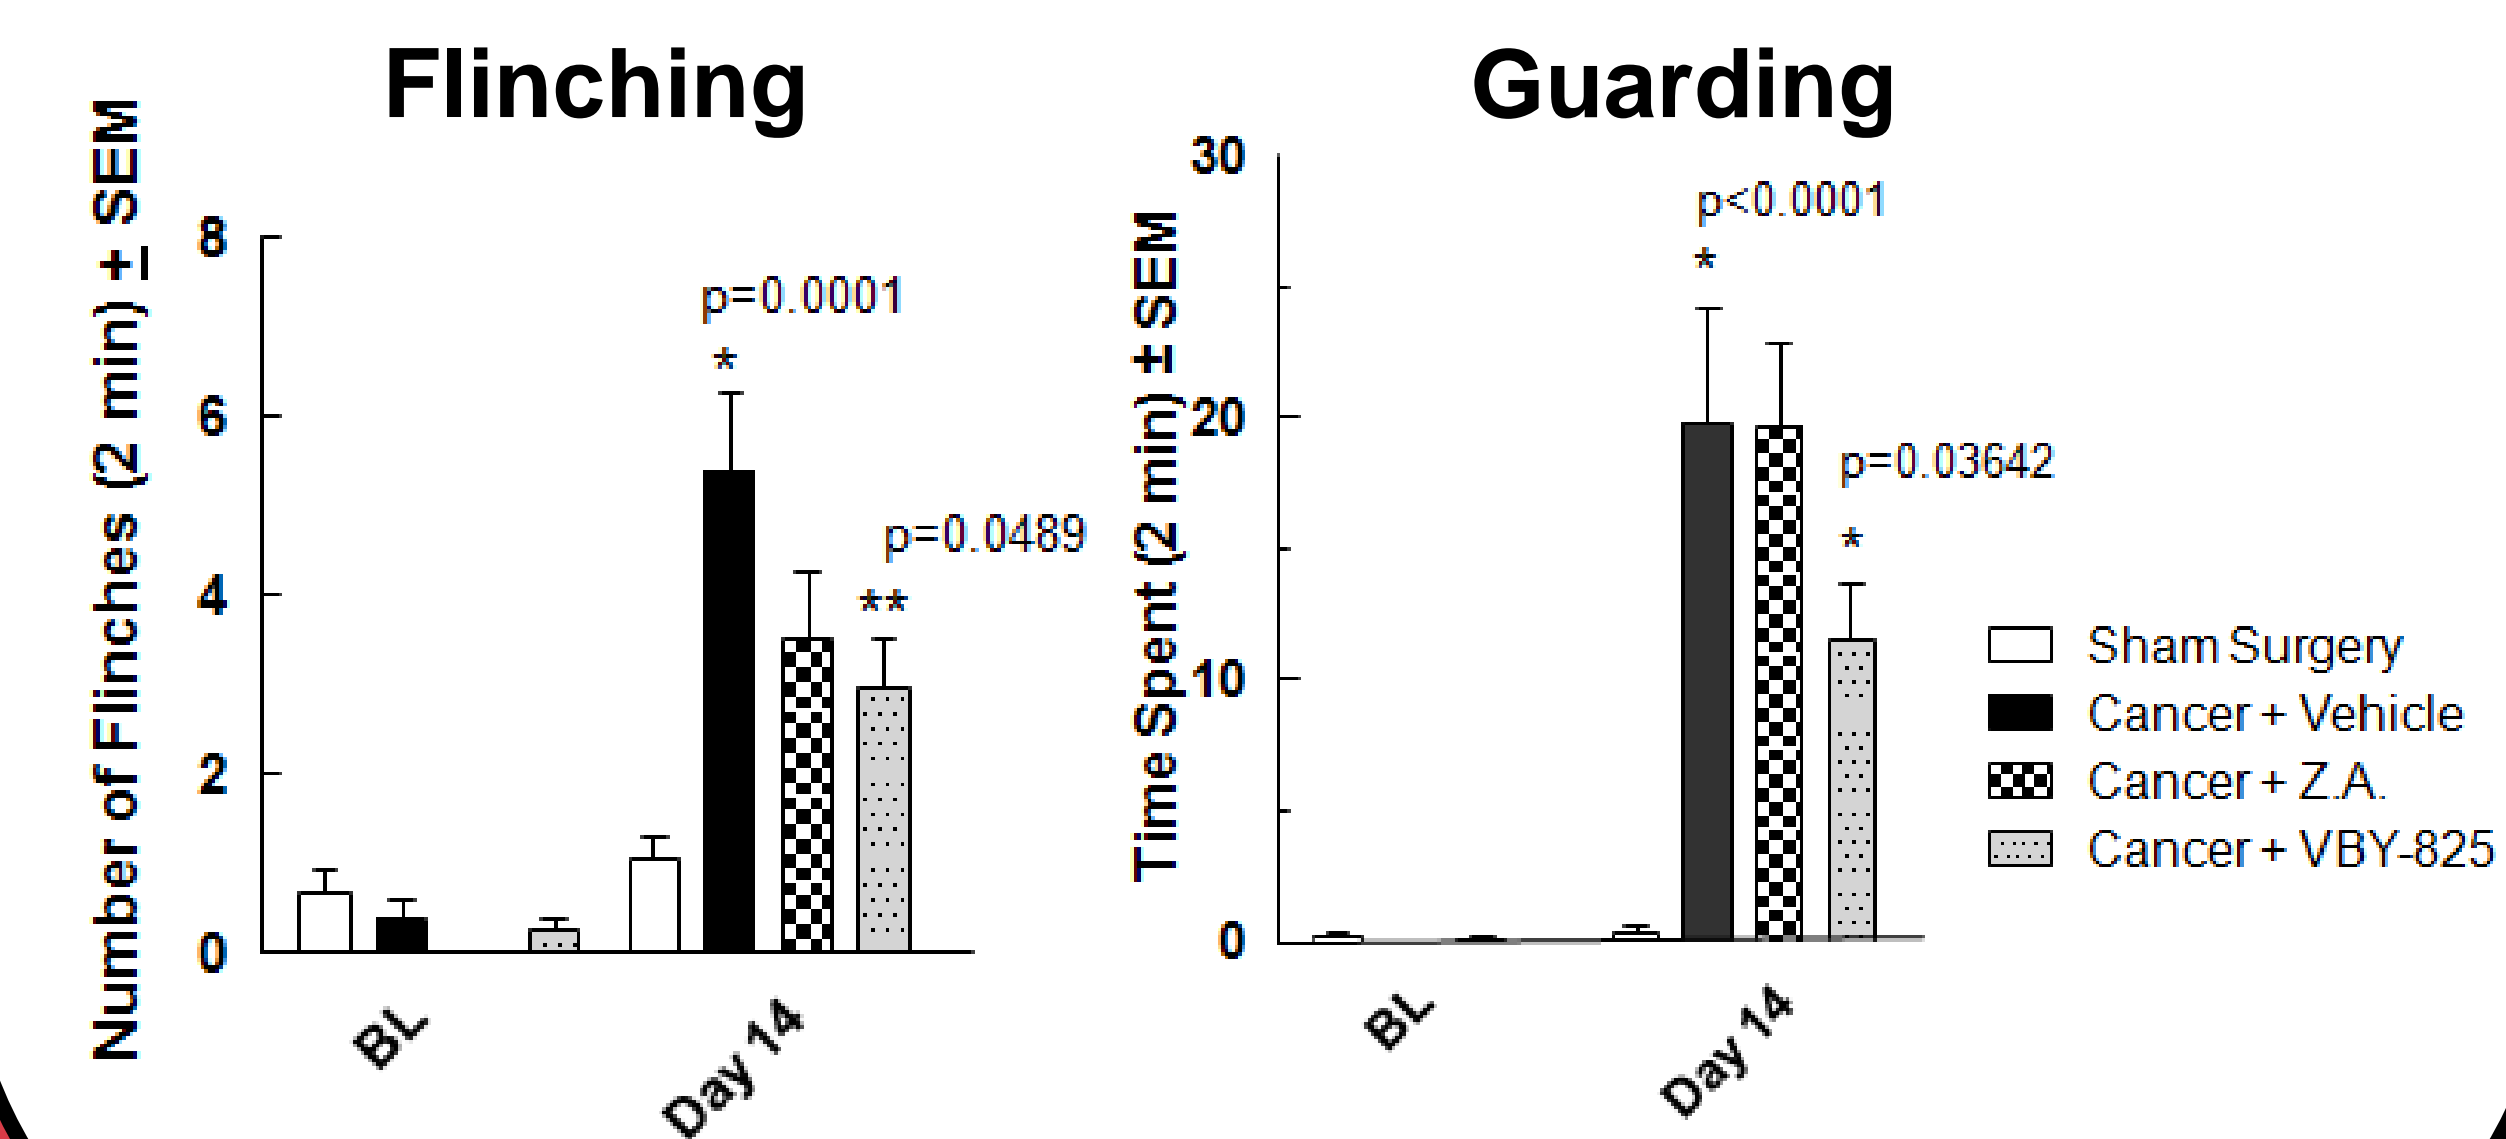 Flinching
Number of Flinches (2 min) ± SEM
8
6
4
2
0
p=0.0001
*
p=0.0489
**
BL
Day 14
Guarding
Time Spent (2 min) ± SEM
30
20
10
0
p<0.0001
*
p=0.03642
*
BL
Day 14
Sham Surgery
Cancer + Vehicle
Cancer + Z.A.
Cancer + VBY-825